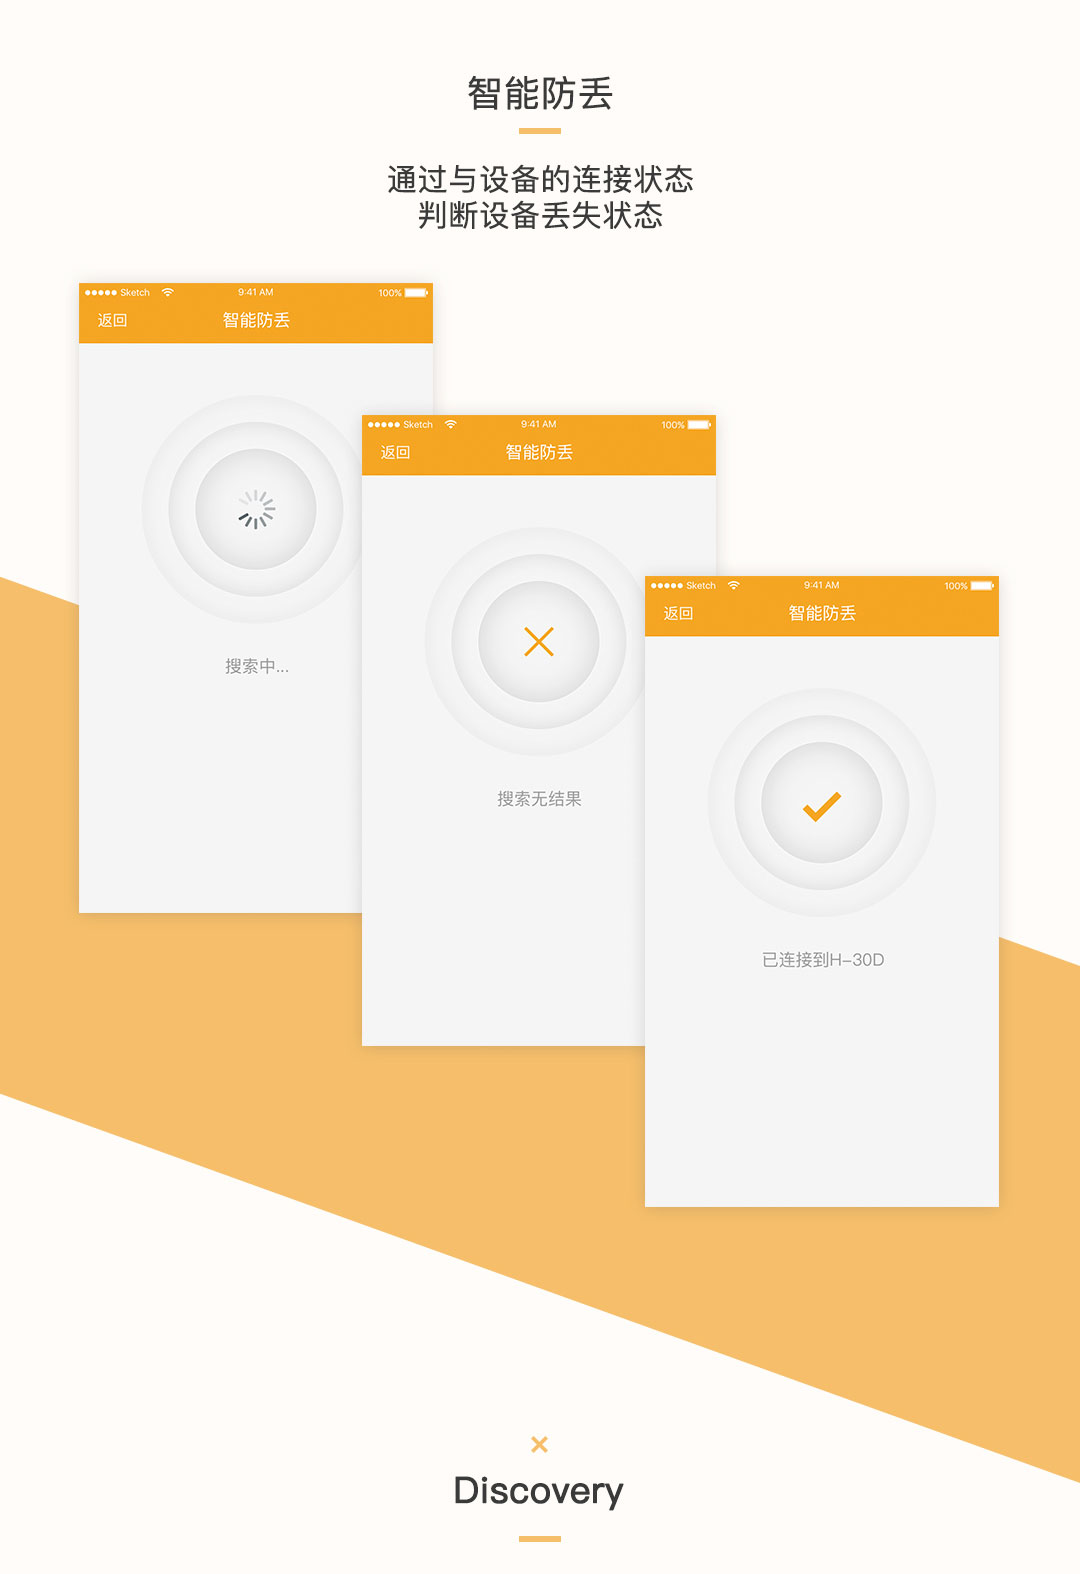 智能防丢
通过与设备的连接状态
判断设备丢失状态
Sketch 9:41 AM 100%
返回 智能防丢
搜索中...
Sketch 9:41 AM 100%
返回 智能防丢
搜索无结果
Sketch 9:41 AM 100%
返回 智能防丢
已连接到H-30D
Discovery